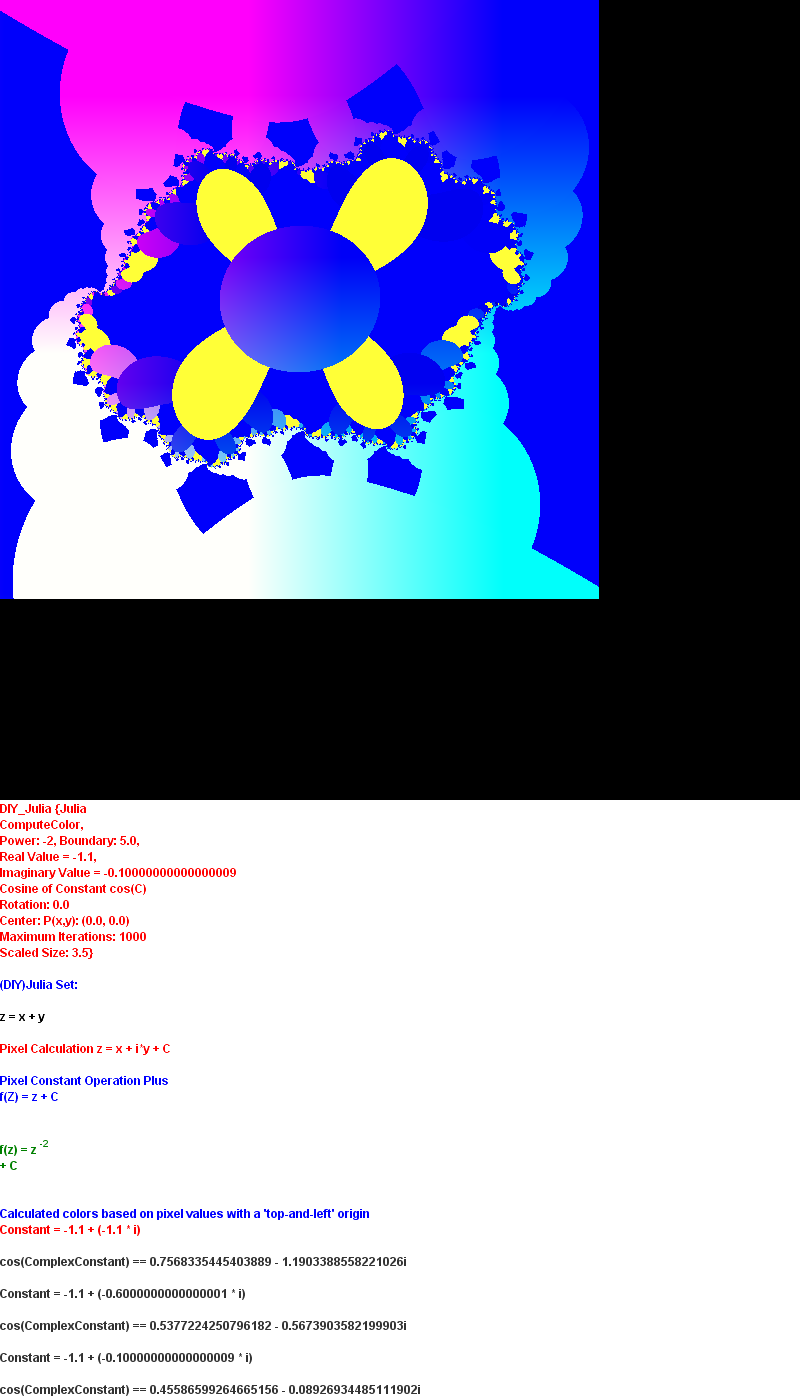 DIY_Julia {Julia
ComputeColor,
Power: -2, Boundary: 5.0,
Real Value = -1.1,
Imaginary Value = -0.10000000000000009
Cosine of Constant cos(C)
Rotation: 0.0
Center: P(x,y): (0.0, 0.0)
Maximum Iterations: 1000
Scaled Size: 3.5}
(DIY)Julia Set:
z = x + y
Pixel Calculation z = x + i*y + C
Pixel Constant Operation Plus
f(Z) = z + C
f(z) = z -2
+ C
Calculated colors based on pixel values with a 'top-and-left' origin
Constant = -1.1 + (-1.1 * i)
cos(ComplexConstant) == 0.7568335445403889 - 1.1903388558221026i
Constant = -1.1 + (-0.6000000000000001 * i)
cos(ComplexConstant) == 0.5377224250796182 - 0.5673903582199903i
Constant = -1.1 + (-0.10000000000000009 * i)
cos(ComplexConstant) == 0.45586599264665156 - 0.08926934485111902i